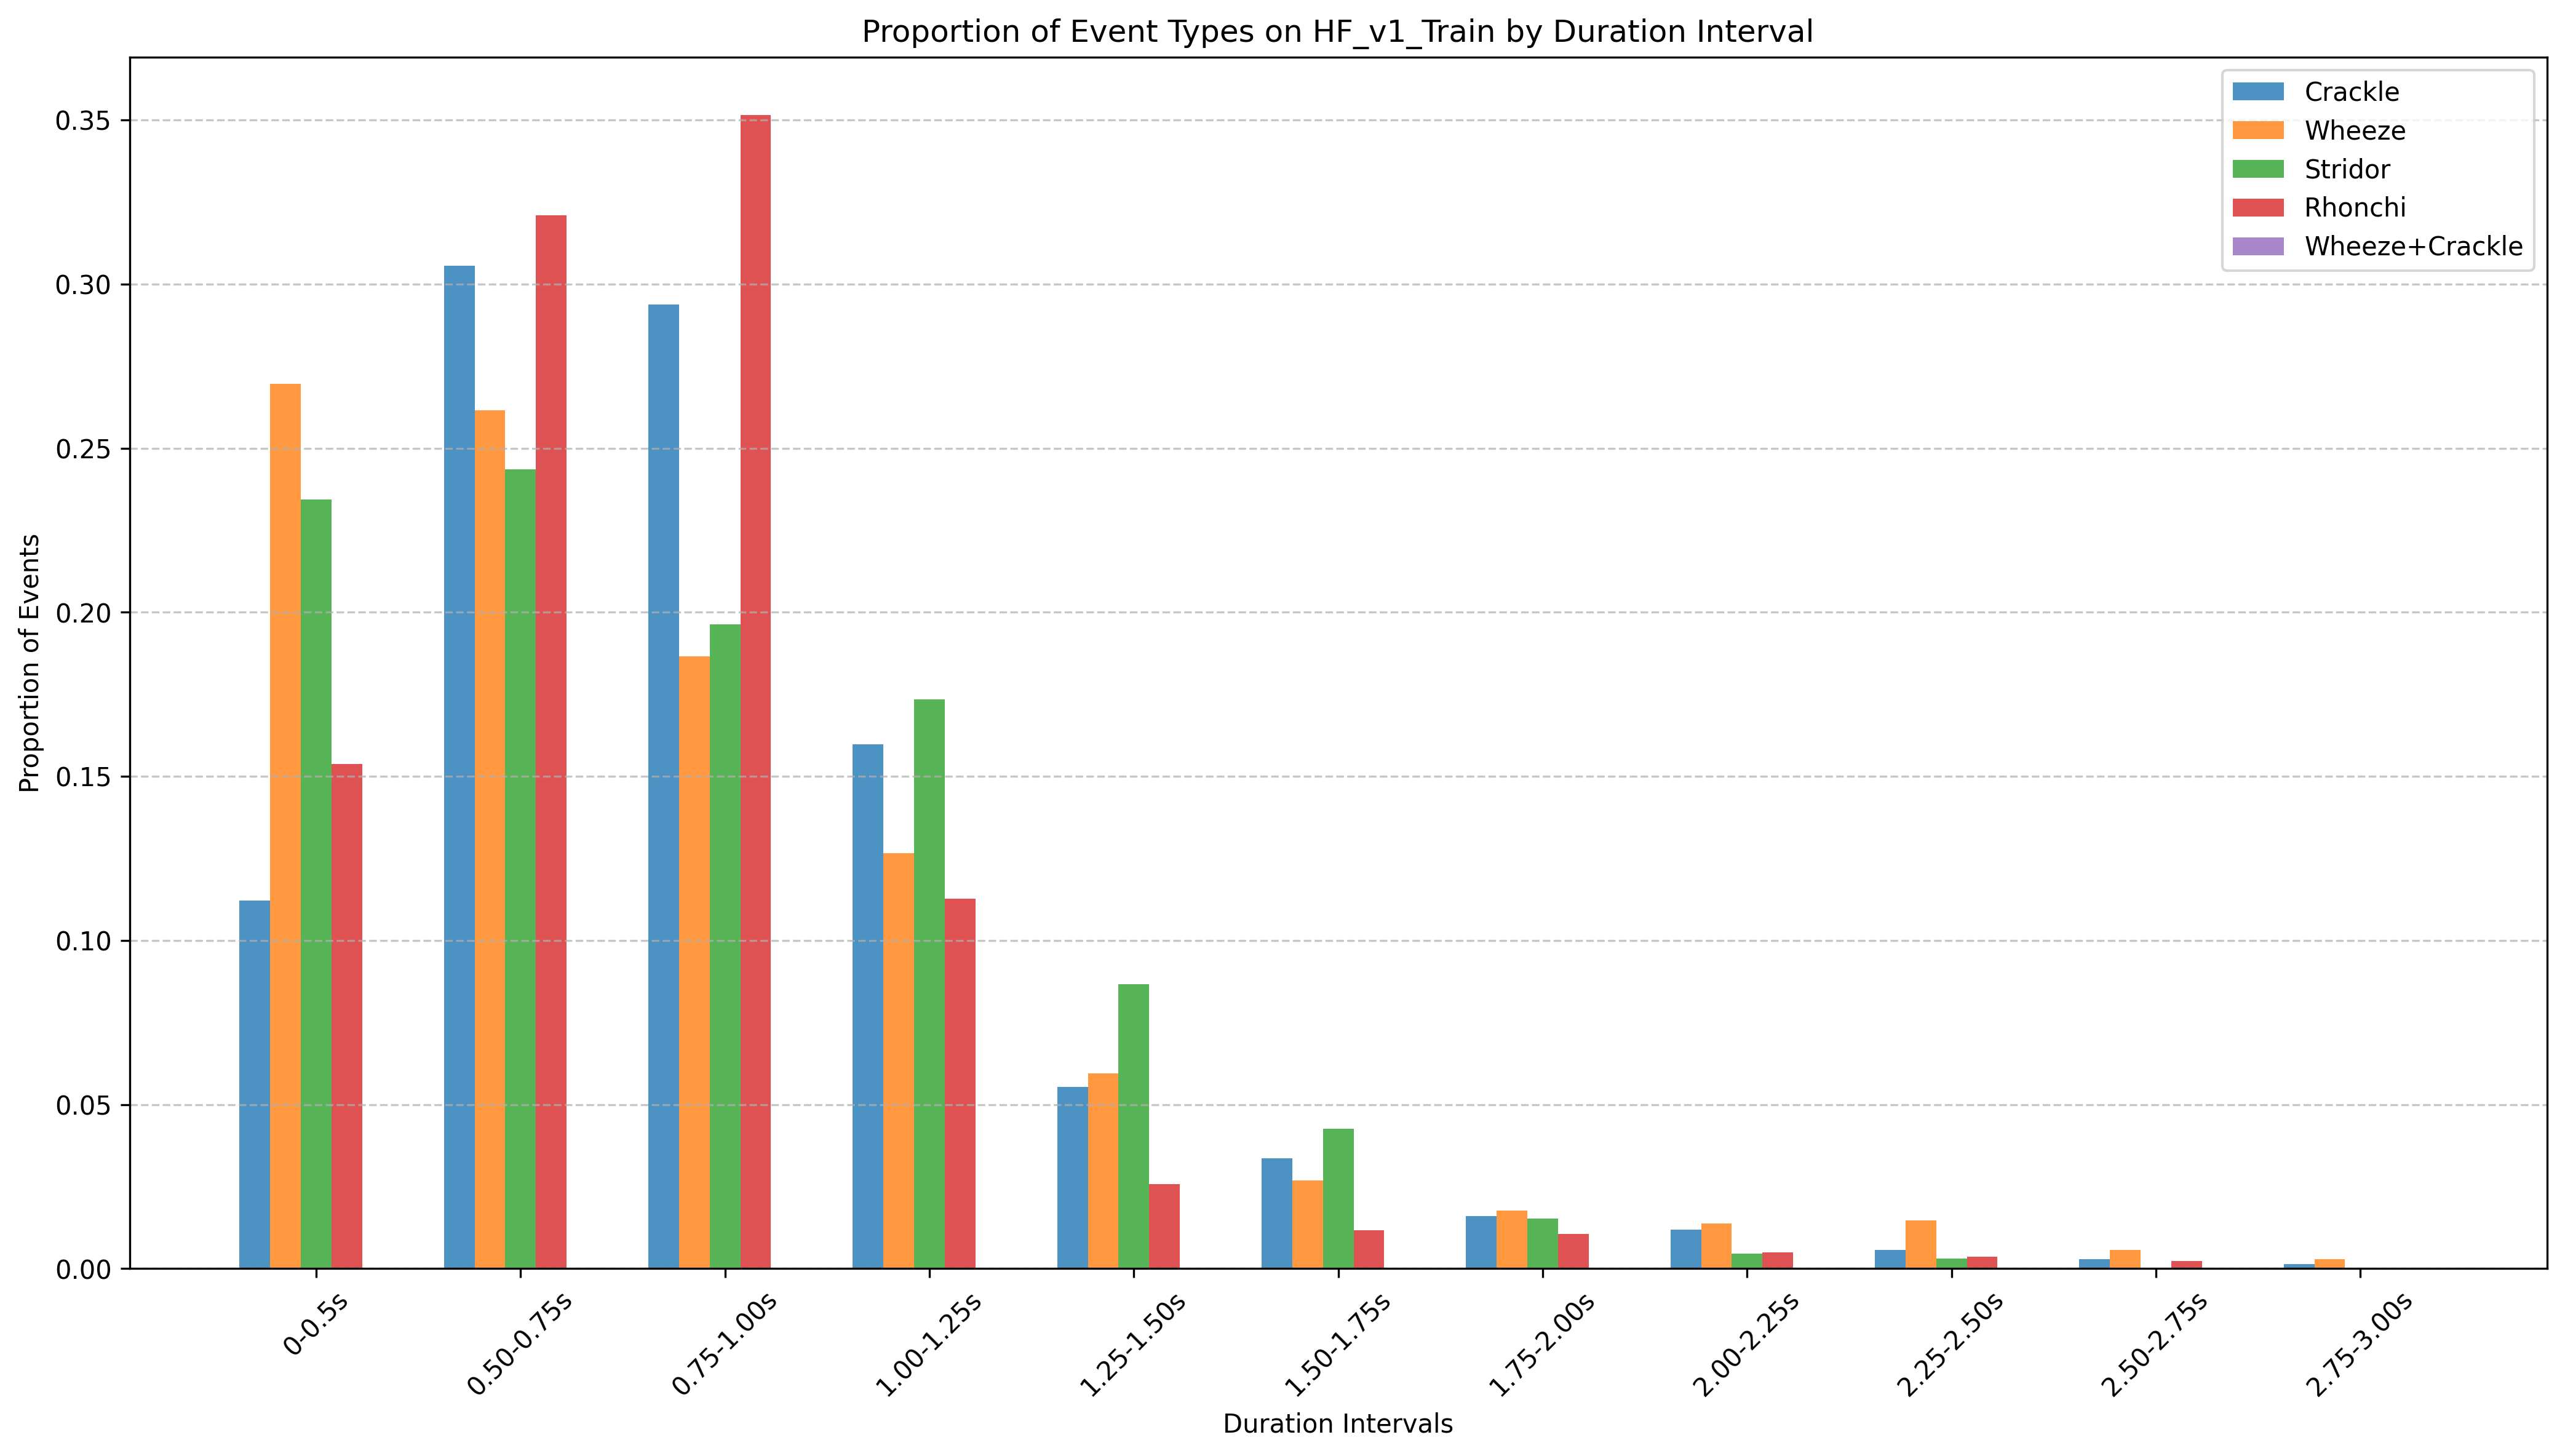 Proportion of Event Types on HF_v1_Train by Duration Interval
Crackle
Wheeze
Stridor
Rhonchi
Wheeze+Crackle
Proportion of Events
0.35
0.30
0.25
0.20
0.15
0.10
0.05
0.00
0-0.5s
0.50-0.75s
0.75-1.00s
1.00-1.25s
1.25-1.50s
1.50-1.75s
1.75-2.00s
2.00-2.25s
2.25-2.50s
2.50-2.75s
2.75-3.00s
Duration Intervals